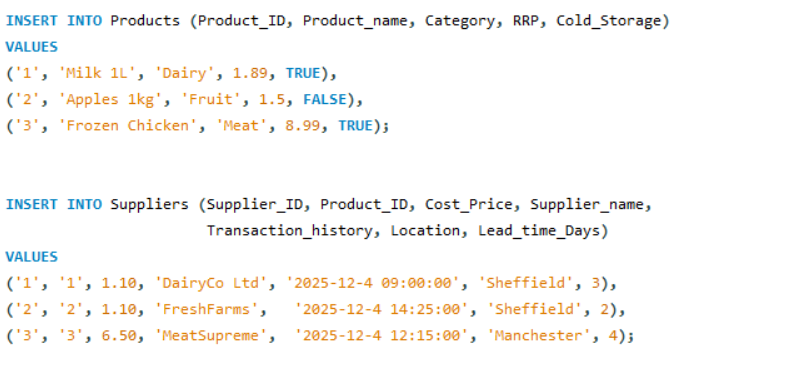 INSERT INTO Products (Product_ID, Product_name, Category, RRP, Cold_Storage)
VALUES
('1', 'Milk 1L', 'Dairy', 1.89, TRUE),
('2', 'Apples 1kg', 'Fruit', 1.5, FALSE),
('3', 'Frozen Chicken', 'Meat', 8.99, TRUE);
INSERT INTO Suppliers (Supplier_ID, Product_ID, Cost_Price, Supplier_name,
Transaction_history, Location, Lead_time_Days)
VALUES
('1', '1', 1.10, 'DairyCo Ltd', '2025-12-4 09:00:00', 'Sheffield', 3),
('2', '2', 1.10, 'FreshFarms', '2025-12-4 14:25:00', 'Sheffield', 2),
('3', '3', 6.50, 'MeatSupreme', '2025-12-4 12:15:00', 'Manchester', 4);